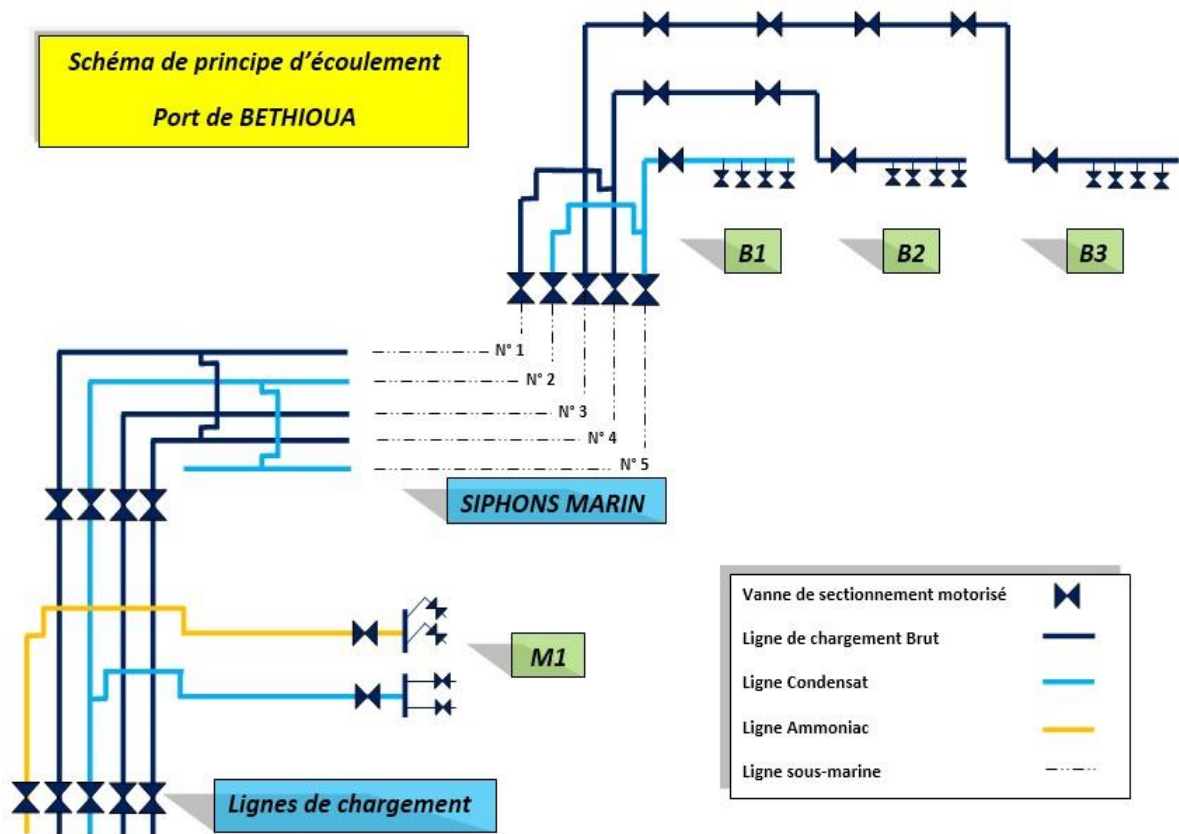 Schéma de principe d'écoulement
Port de BETHIOUA
B1
B2
B3
N° 1
N° 2
N° 3
N° 4
N° 5
SIPHONS MARIN
M1
Lignes de chargement
Vanne de sectionnement motorisé
Ligne de chargement Brut
Ligne Condensat
Ligne Ammoniac
Ligne sous-marine